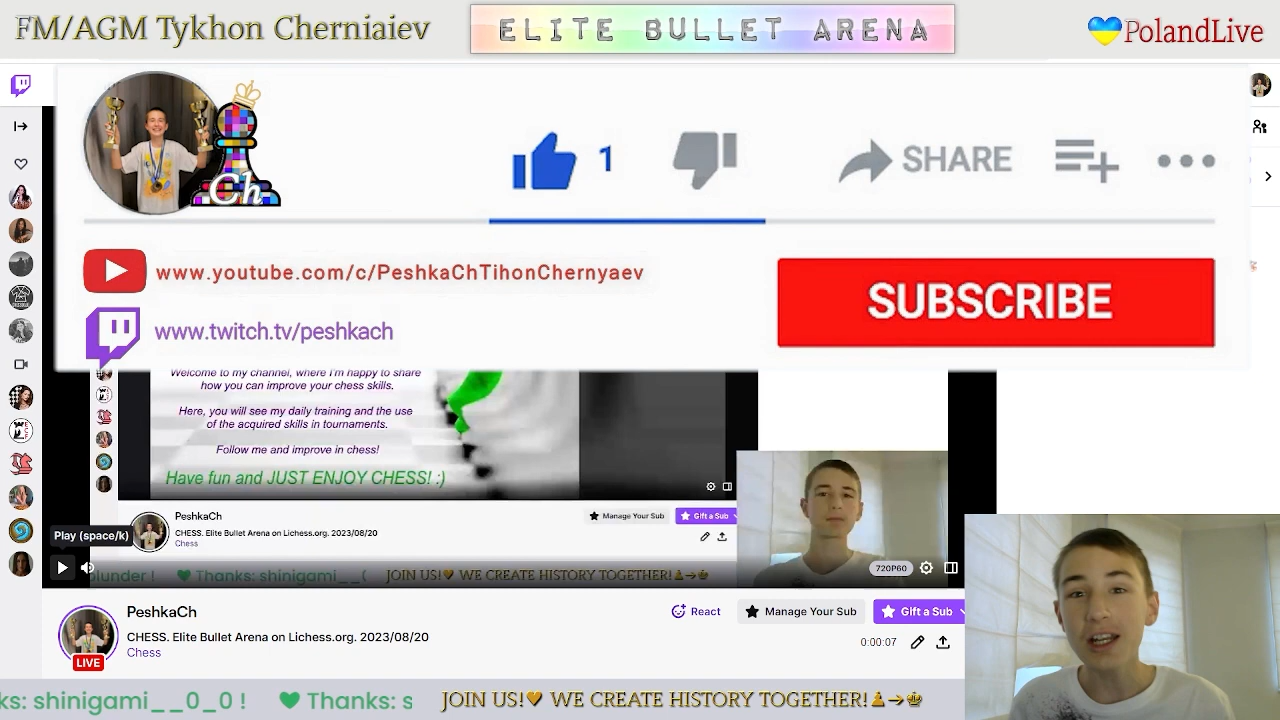 FM/AGM Tykhon Cherniaiev
ELITE BULLET ARENA
PolandLive
Ch
1
SHARE
www.youtube.com/c/PeshkaChTihonChernyaev
SUBSCRIBE
www.twitch.tv/peshkach
Welcome to my channel, where I'm happy to share
how you can improve your chess skills.
Here, you will see my daily training and the use
of the acquired skills in tournaments.
Follow me and improve in chess!
Have fun and JUST ENJOY CHESS! :)
PeshkaCh
Manage Your Sub
Gift a Sub
CHESS. Elite Bullet Arena on Lichess.org. 2023/08/20
Chess
Play (space/k)
plunder !
Thanks: shinigami__0_(
JOIN US! WE CREATE HISTORY TOGETHER!
720P60
PeshkaCh
React
Manage Your Sub
Gift a Sub
CHESS. Elite Bullet Arena on Lichess.org. 2023/08/20
0:00:07
Chess
LIVE
ks: shinigami__0_0 !
Thanks: s
JOIN US! WE CREATE HISTORY TOGETHER!